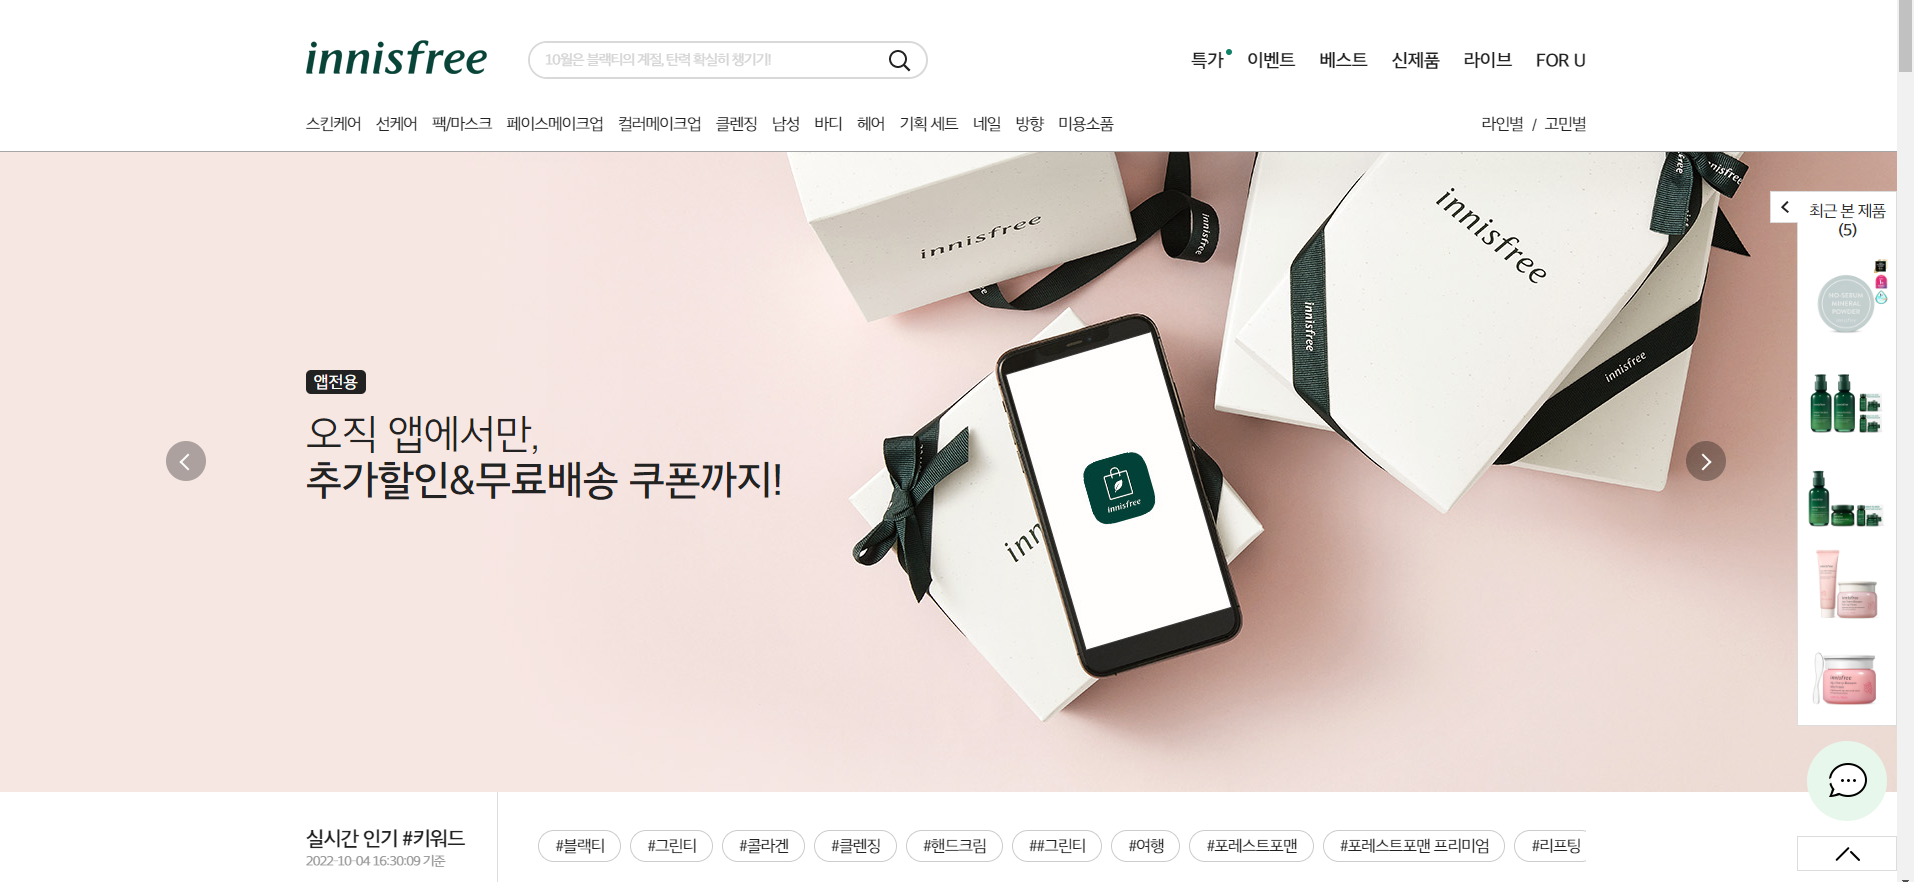 innisfree
10월은 블랙티의 계절, 탄력 확실히 챙기기!
특가 이벤트 베스트 신제품 라이브 FOR U
스킨케어 선케어 팩/마스크 페이스메이크업 컬러메이크업 클렌징 남성 바디 헤어 기획 세트 네일 방향 미용소품
라인별 / 고민별
innisfree
innisfree
innisfree
innisfree
innisfree
innisfree
최근 본 제품
(5)
NO SEBUM
MINERAL
POWDER
앱전용
오직 앱에서만,
추가할인&무료배송 쿠폰까지!
innisfree
inn
innisfree
실시간 인기 #키워드
2022-10-04 16:30:09 기준
#블랙티 #그린티 #콜라겐 #클렌징 #핸드크림 ##그린티 #여행 #포레스트포맨 #포레스트포맨 프리미엄 #리프팅